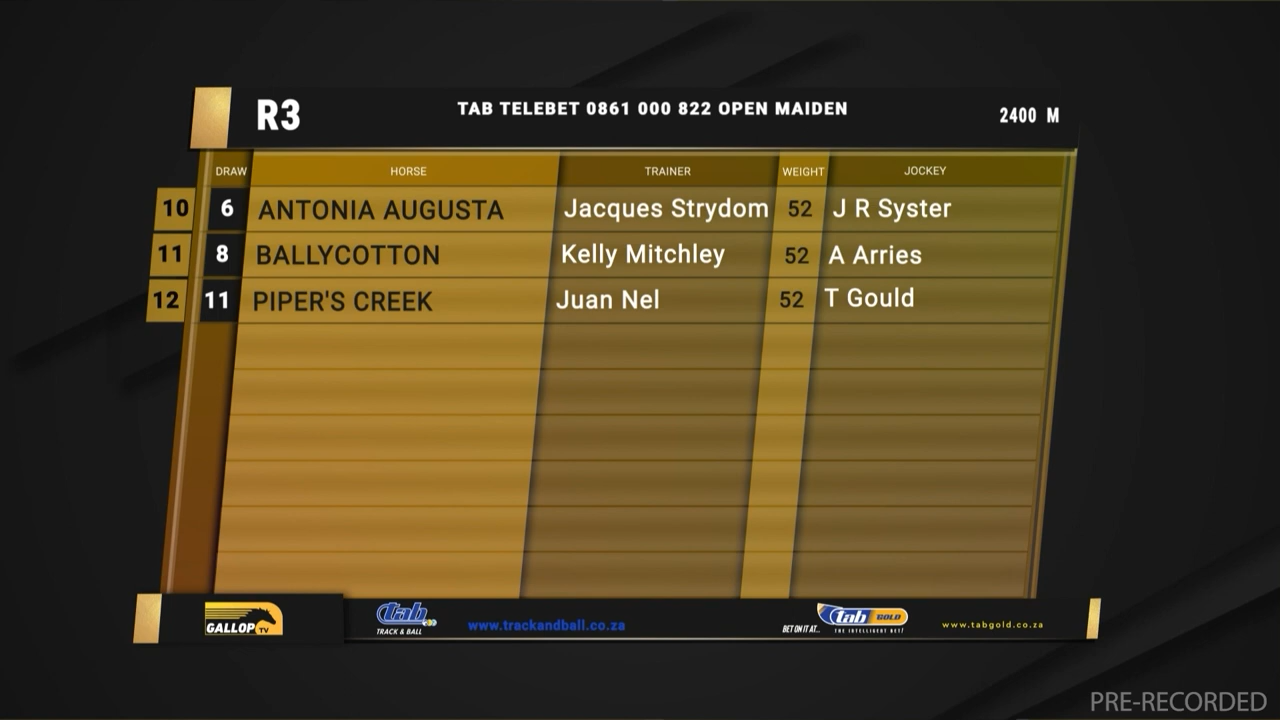 R3 TAB TELEBET 0861 000 822 OPEN MAIDEN 2400 M
DRAW HORSE TRAINER WEIGHT JOCKEY
10 6 ANTONIA AUGUSTA Jacques Strydom 52 J R Syster
11 8 BALLYCOTTON Kelly Mitchley 52 A Arries
12 11 PIPER'S CREEK Juan Nel 52 T Gould
GALLOP TV tab TRACK & BALL www.trackandball.co.za BET ON IT AT... tab GOLD THE INTELLIGENT BET! www.tabgold.co.za
PRE-RECORDED